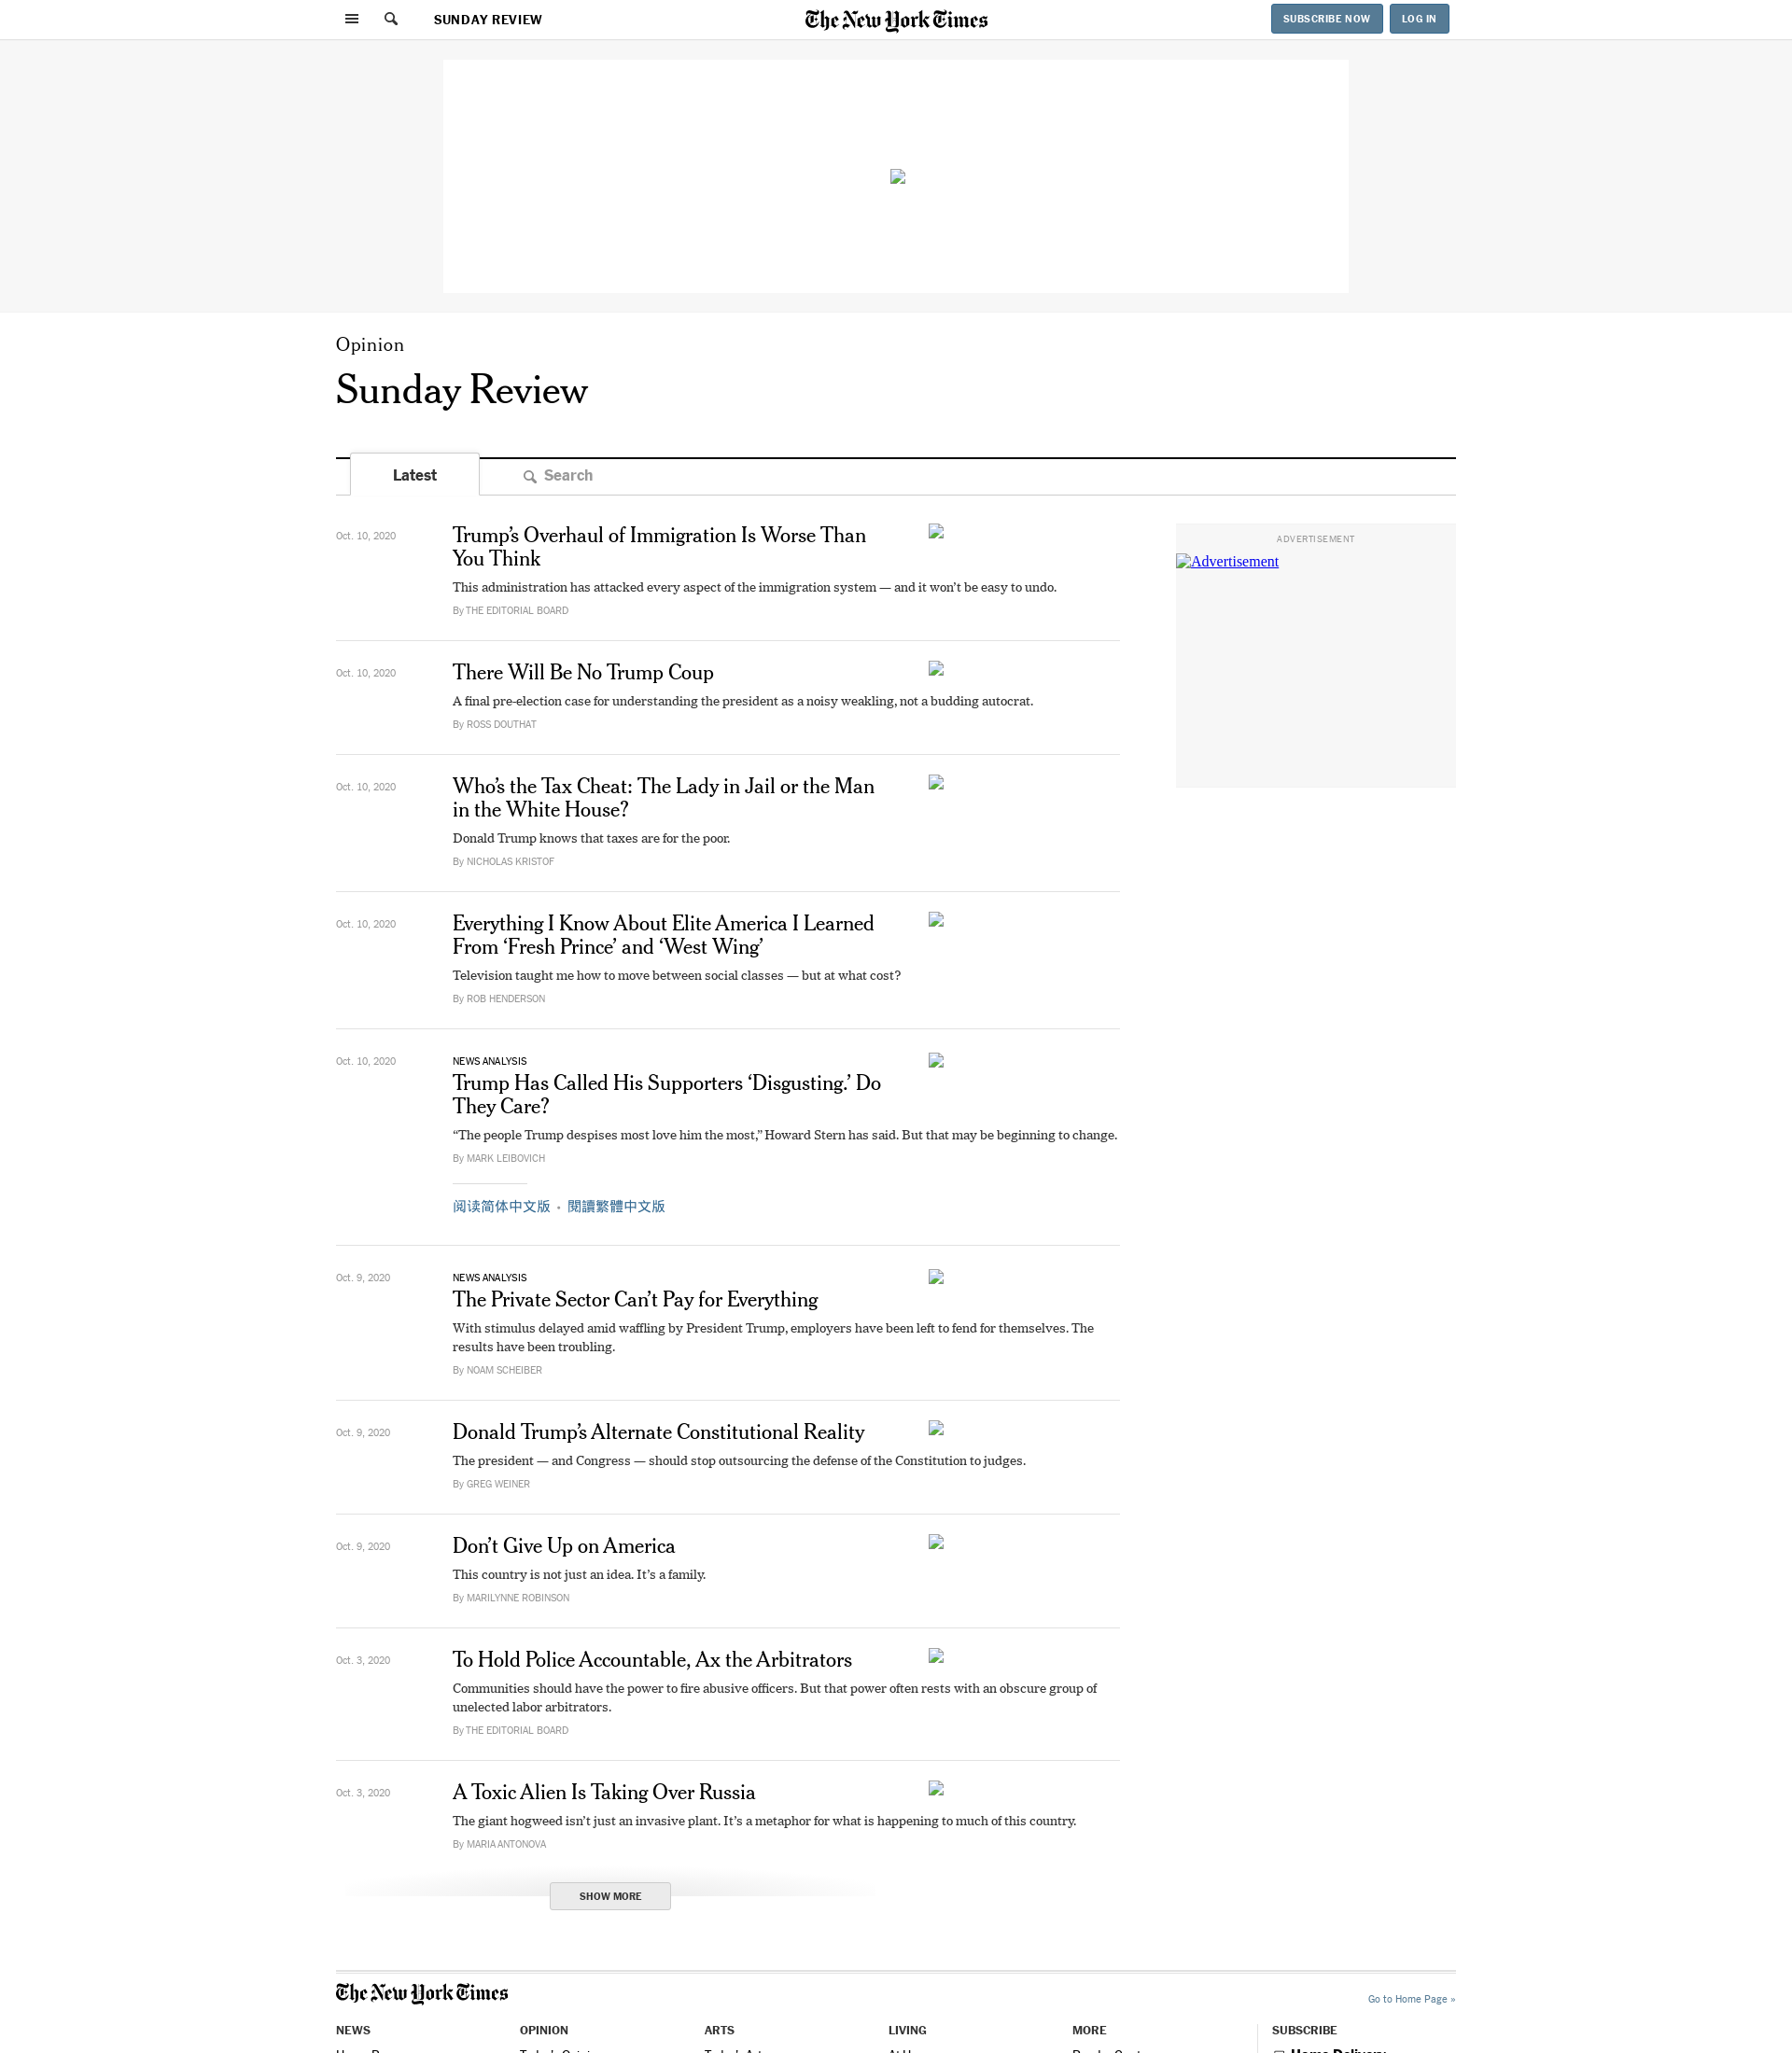 SUNDAY REVIEW
The New York Times
SUBSCRIBE NOW
LOG IN
Opinion
Sunday Review
Latest
Search
Oct. 10, 2020
Trump’s Overhaul of Immigration Is Worse Than
You Think
This administration has attacked every aspect of the immigration system — and it won’t be easy to undo.
By THE EDITORIAL BOARD
ADVERTISEMENT
Advertisement
Oct. 10, 2020
There Will Be No Trump Coup
A final pre-election case for understanding the president as a noisy weakling, not a budding autocrat.
By ROSS DOUTHAT
Oct. 10, 2020
Who’s the Tax Cheat: The Lady in Jail or the Man
in the White House?
Donald Trump knows that taxes are for the poor.
By NICHOLAS KRISTOF
Oct. 10, 2020
Everything I Know About Elite America I Learned
From ‘Fresh Prince’ and ‘West Wing’
Television taught me how to move between social classes — but at what cost?
By ROB HENDERSON
Oct. 10, 2020
NEWS ANALYSIS
Trump Has Called His Supporters ‘Disgusting.’ Do
They Care?
“The people Trump despises most love him the most,” Howard Stern has said. But that may be beginning to change.
By MARK LEIBOVICH
阅读简体中文版 • 閱讀繁體中文版
Oct. 9, 2020
NEWS ANALYSIS
The Private Sector Can’t Pay for Everything
With stimulus delayed amid waffling by President Trump, employers have been left to fend for themselves. The
results have been troubling.
By NOAM SCHEIBER
Oct. 9, 2020
Donald Trump’s Alternate Constitutional Reality
The president — and Congress — should stop outsourcing the defense of the Constitution to judges.
By GREG WEINER
Oct. 9, 2020
Don’t Give Up on America
This country is not just an idea. It’s a family.
By MARILYNNE ROBINSON
Oct. 3, 2020
To Hold Police Accountable, Ax the Arbitrators
Communities should have the power to fire abusive officers. But that power often rests with an obscure group of
unelected labor arbitrators.
By THE EDITORIAL BOARD
Oct. 3, 2020
A Toxic Alien Is Taking Over Russia
The giant hogweed isn’t just an invasive plant. It’s a metaphor for what is happening to much of this country.
By MARIA ANTONOVA
SHOW MORE
The New York Times
Go to Home Page »
NEWS
OPINION
ARTS
LIVING
MORE
SUBSCRIBE
Home Delivery